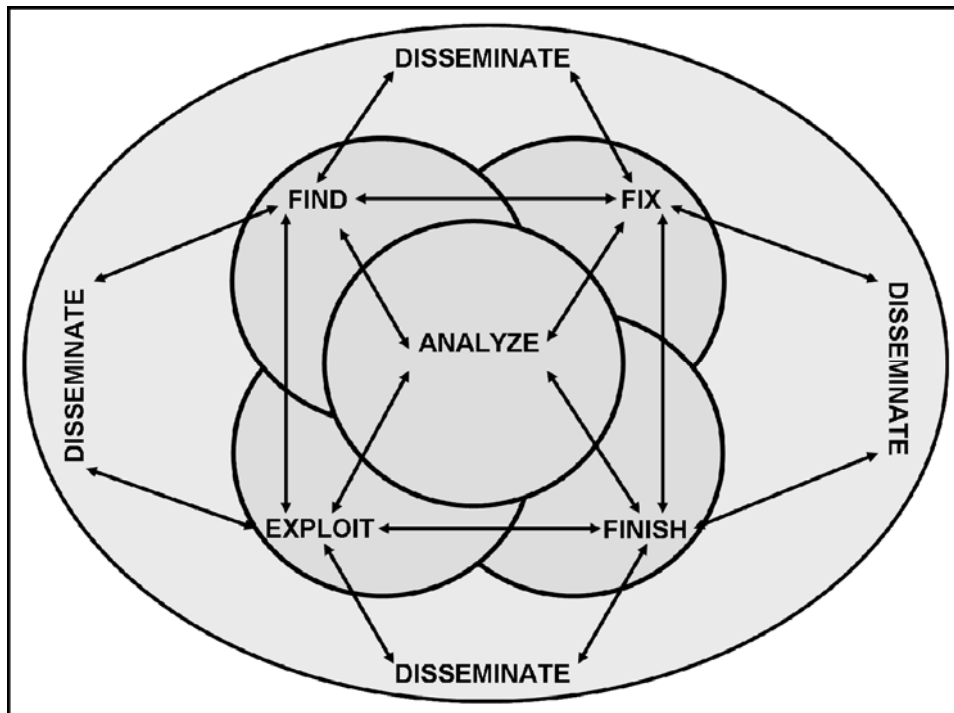 DISSEMINATE
FIND
FIX
ANALYZE
DISSEMINATE
DISSEMINATE
EXPLOIT
FINISH
DISSEMINATE